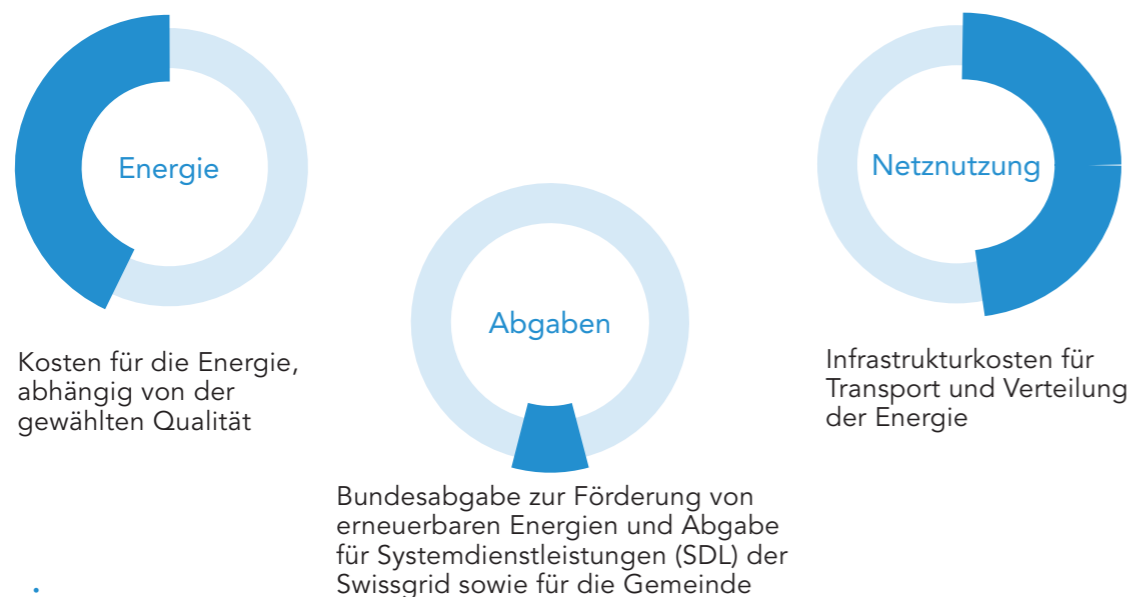 Energie
Kosten für die Energie,
abhängig von der
gewählten Qualität
Abgaben
Bundesabgabe zur Förderung von
erneuerbaren Energien und Abgabe
für Systemdienstleistungen (SDL) der
Swissgrid sowie für die Gemeinde
Netznutzung
Infrastrukturkosten für
Transport und Verteilung
der Energie